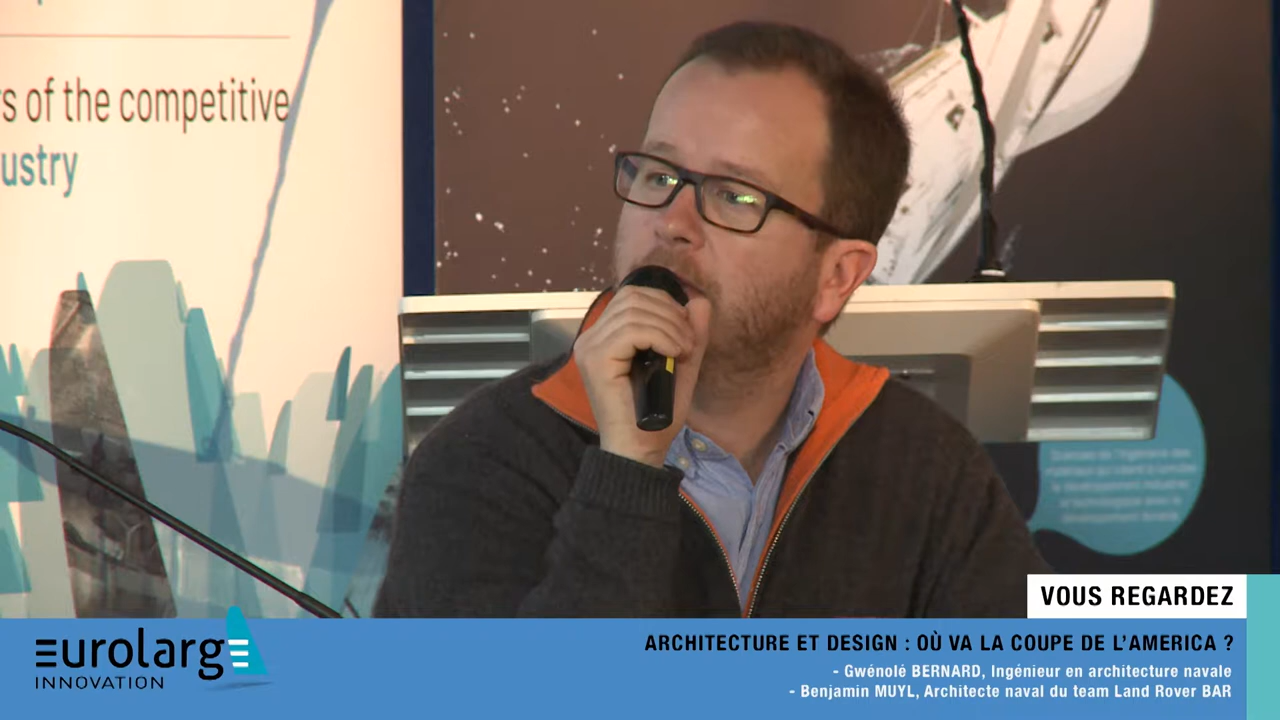 rs of the competitive
ustry
VOUS REGARDEZ
ARCHITECTURE ET DESIGN : OÙ VA LA COUPE DE L'AMERICA ?
- Gwénolé BERNARD, Ingénieur en architecture navale
- Benjamin MUYL, Architecte naval du team Land Rover BAR
eurolarge
INNOVATION